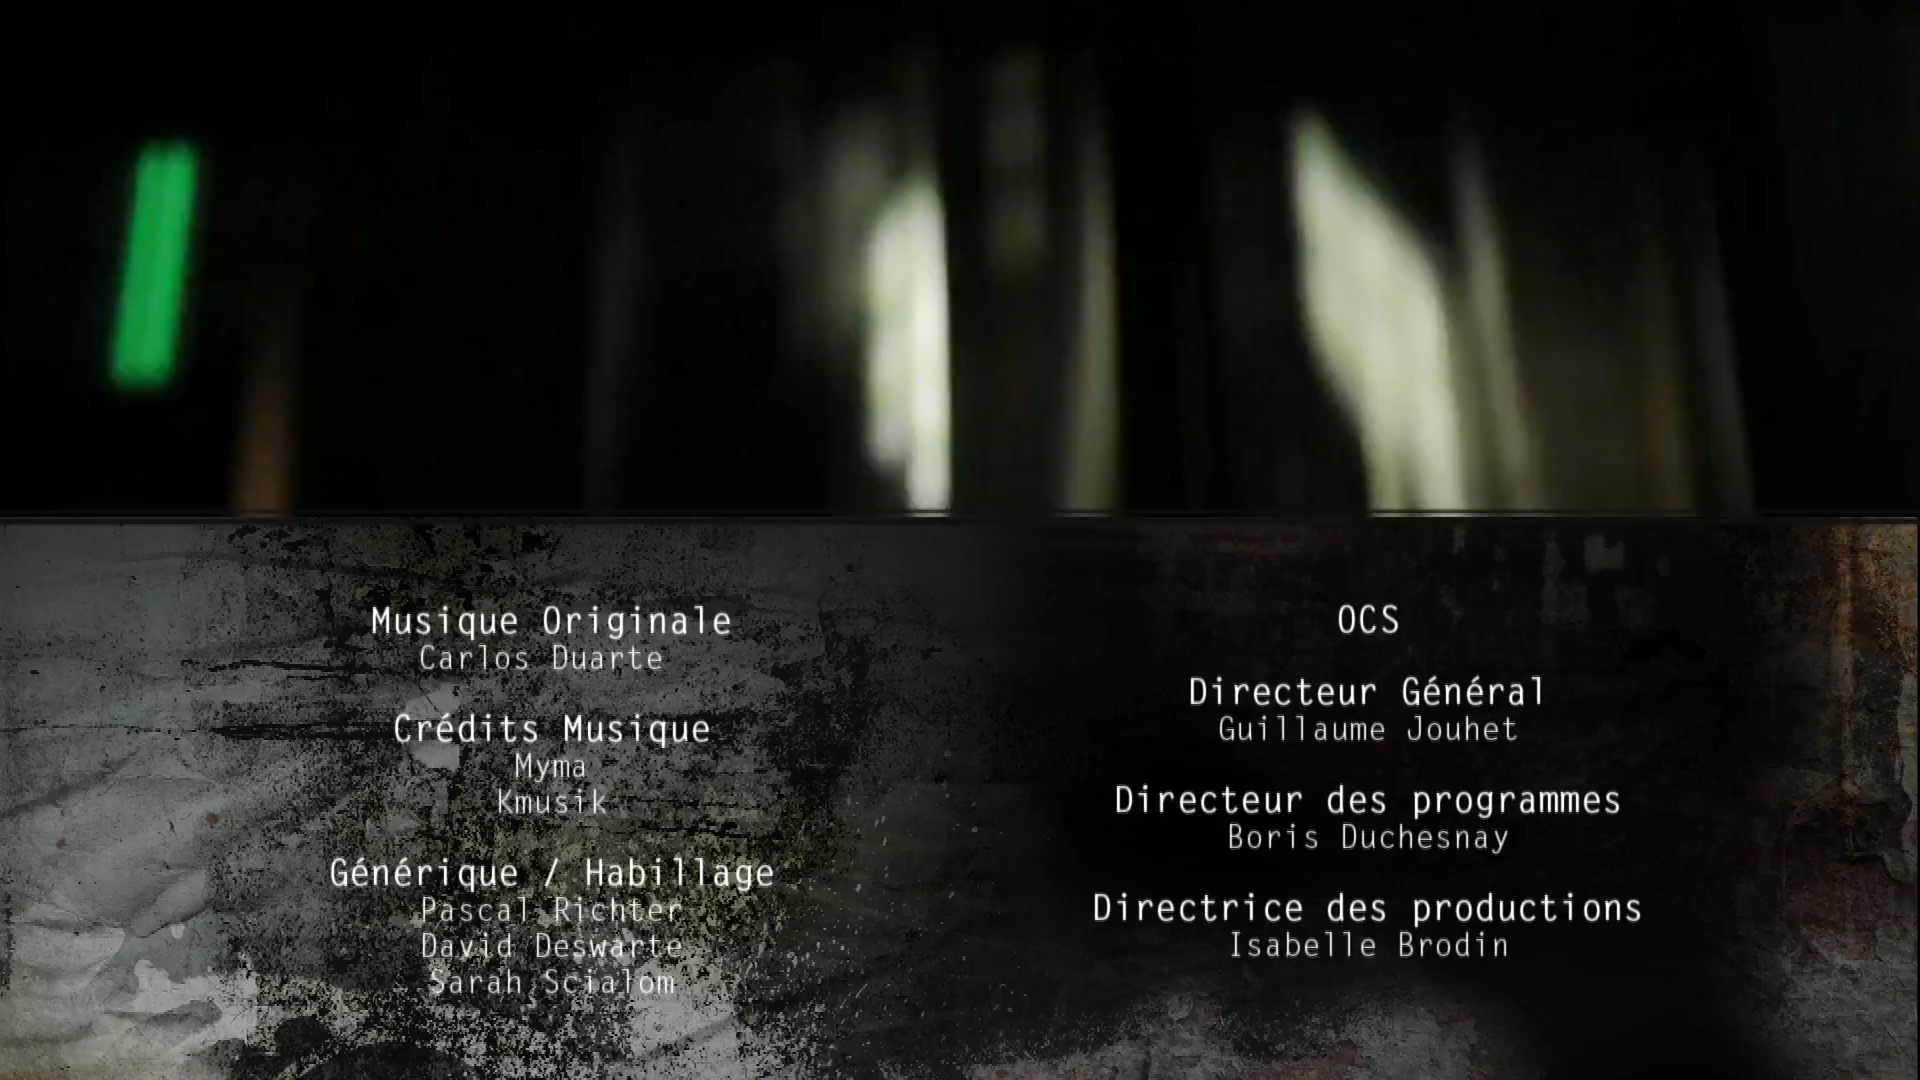 Musique Originale
Carlos Duarte
Crédits Musique
Myma
Kmusik
Générique / Habillage
Pascal Richter
David Deswarte
Sarah Scialom
OCS
Directeur Général
Guillaume Jouhet
Directeur des programmes
Boris Duchesnay
Directrice des productions
Isabelle Brodin